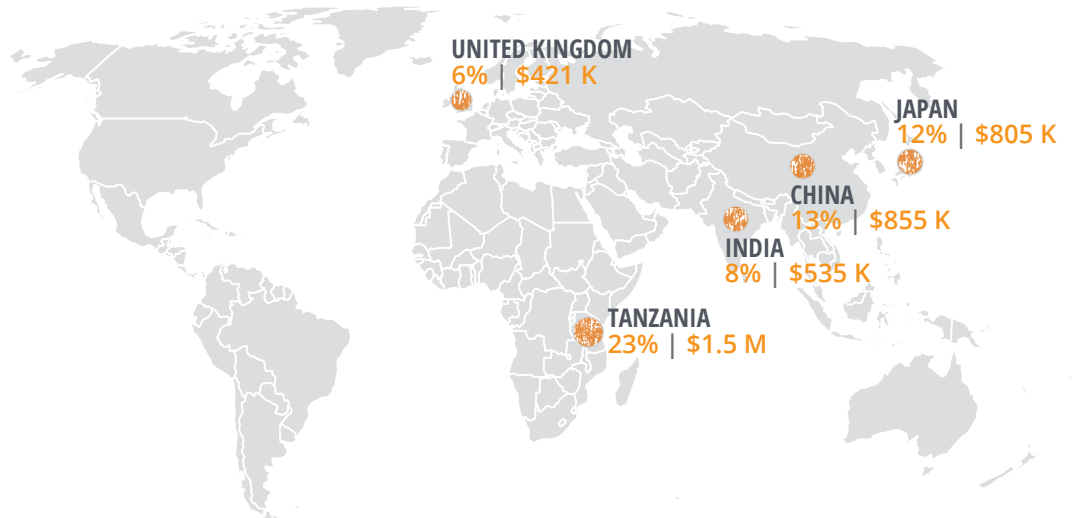 UNITED KINGDOM
6% | $421 K
JAPAN
12% | $805 K
CHINA
13% | $855 K
INDIA
8% | $535 K
TANZANIA
23% | $1.5 M